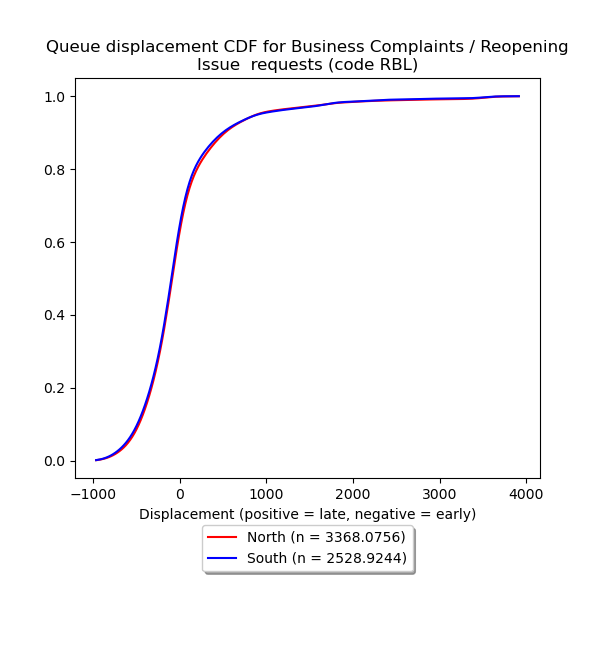 Queue displacement CDF for Business Complaints / Reopening
Issue  requests (code RBL)
1.0
0.8
0.6
0.4
0.2
0.0
−1000 0 1000 2000 3000 4000
Displacement (positive = late, negative = early)
North (n = 3368.0756)
South (n = 2528.9244)